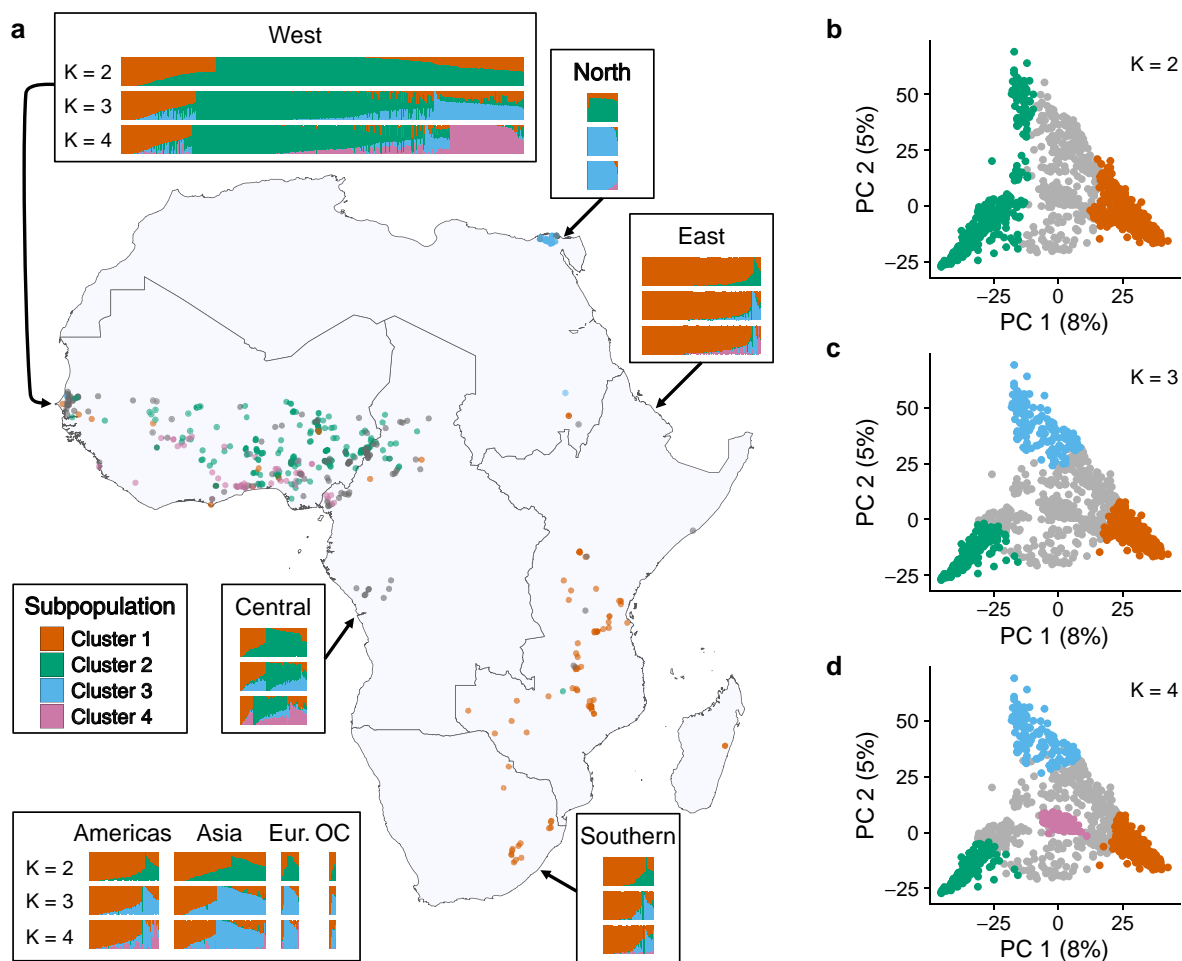 a
West
K = 2
K = 3
K = 4
North
East
Subpopulation
Cluster 1
Cluster 2
Cluster 3
Cluster 4
Central
Americas Asia Eur. OC
K = 2
K = 3
K = 4
Southern
b
K = 2
PC 2 (5%)
50
25
0
−25
−25 0 25
PC 1 (8%)
c
K = 3
PC 2 (5%)
50
25
0
−25
−25 0 25
PC 1 (8%)
d
K = 4
PC 2 (5%)
50
25
0
−25
−25 0 25
PC 1 (8%)